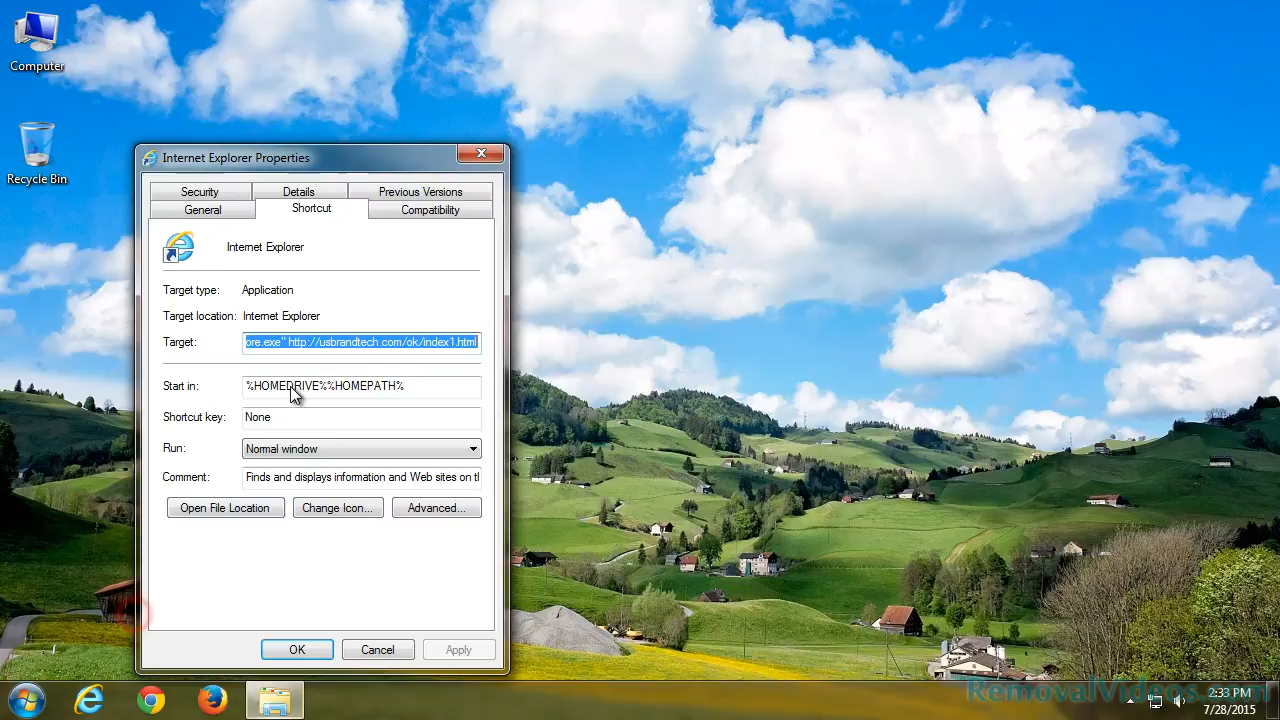 Computer
Recycle Bin
Internet Explorer Properties
Security Details Previous Versions
General Shortcut Compatibility
Internet Explorer
Target type: Application
Target location: Internet Explorer
Target: ore.exe" http://usbrandtech.com/ok/index1.html
Start in: %HOMEDRIVE%%HOMEPATH%
Shortcut key: None
Run: Normal window
Comment: Finds and displays information and Web sites on tl
Open File Location Change Icon... Advanced...
OK Cancel Apply
RemovalVideos.com
2:33 PM
7/28/2015